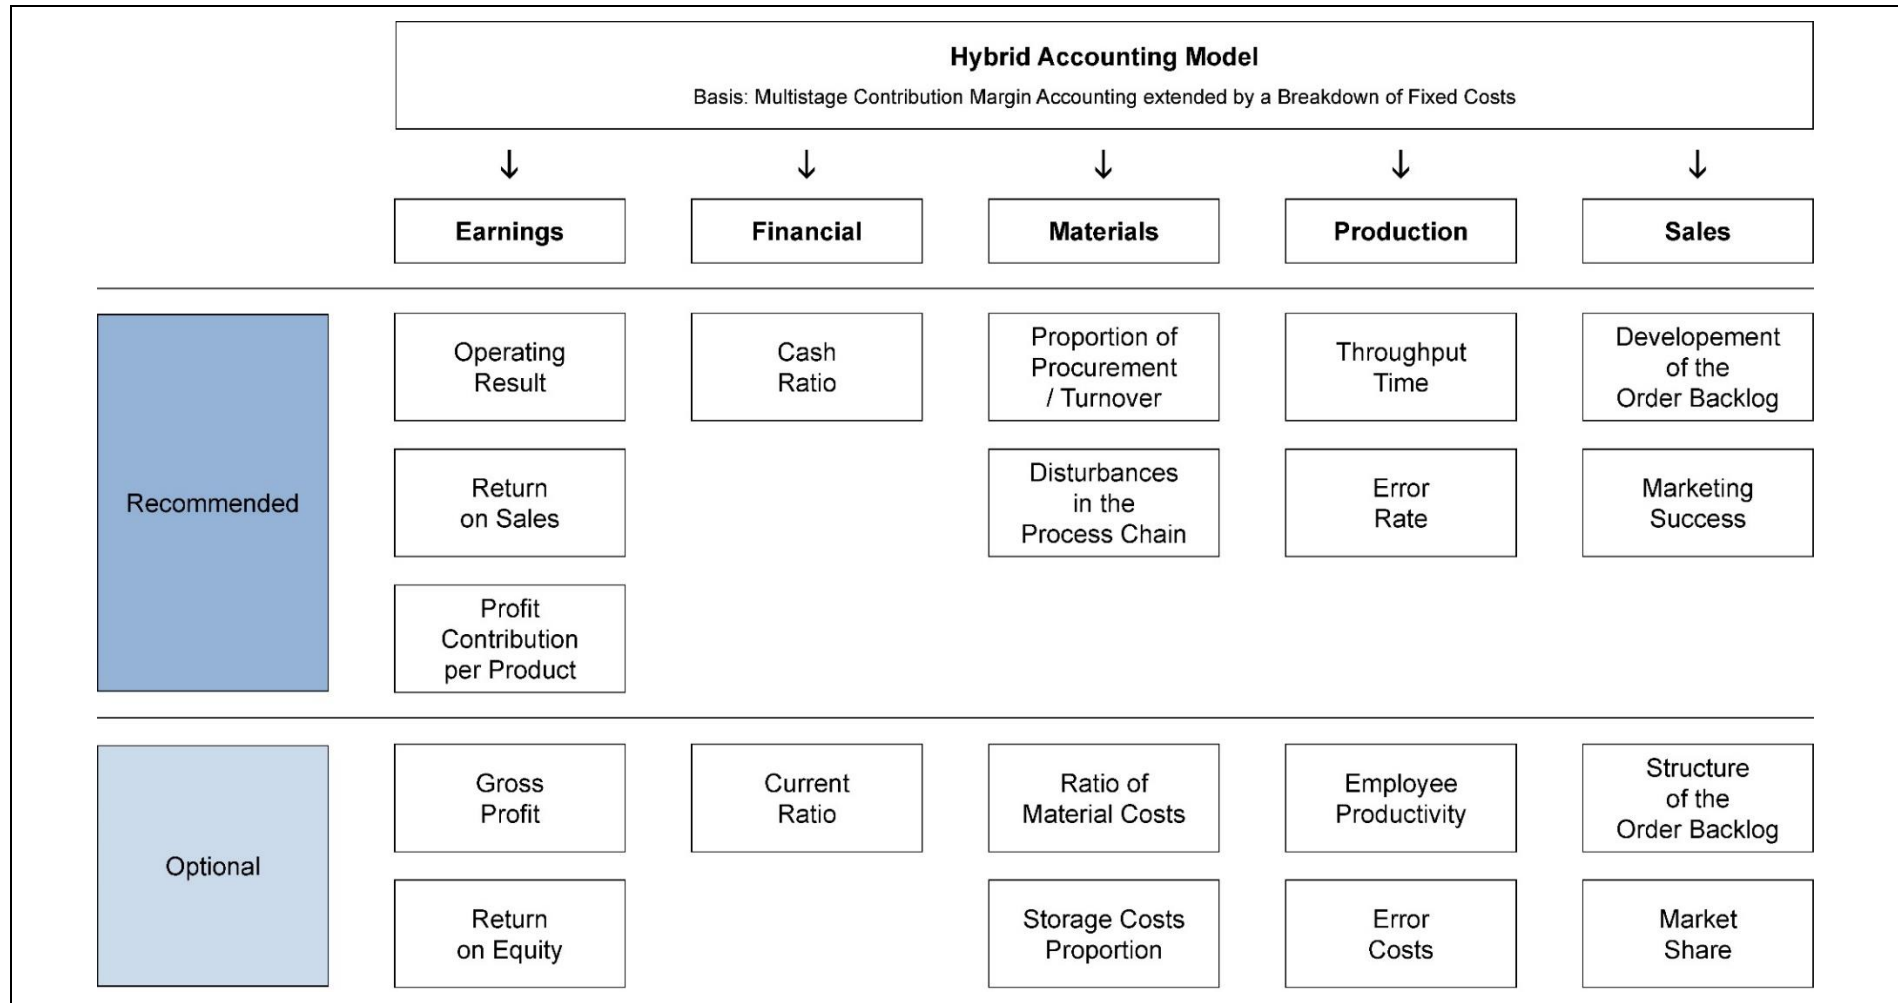 Hybrid Accounting Model
Basis: Multistage Contribution Margin Accounting extended by a Breakdown of Fixed Costs
↓ ↓ ↓ ↓ ↓
Earnings
Financial
Materials
Production
Sales
Recommended
Operating
Result
Cash
Ratio
Proportion of
Procurement
/ Turnover
Throughput
Time
Developement
of the
Order Backlog
Return
on Sales
Disturbances
in the
Process Chain
Error
Rate
Marketing
Success
Profit
Contribution
per Product
Optional
Gross
Profit
Current
Ratio
Ratio of
Material Costs
Employee
Productivity
Structure
of the
Order Backlog
Return
on Equity
Storage Costs
Proportion
Error
Costs
Market
Share